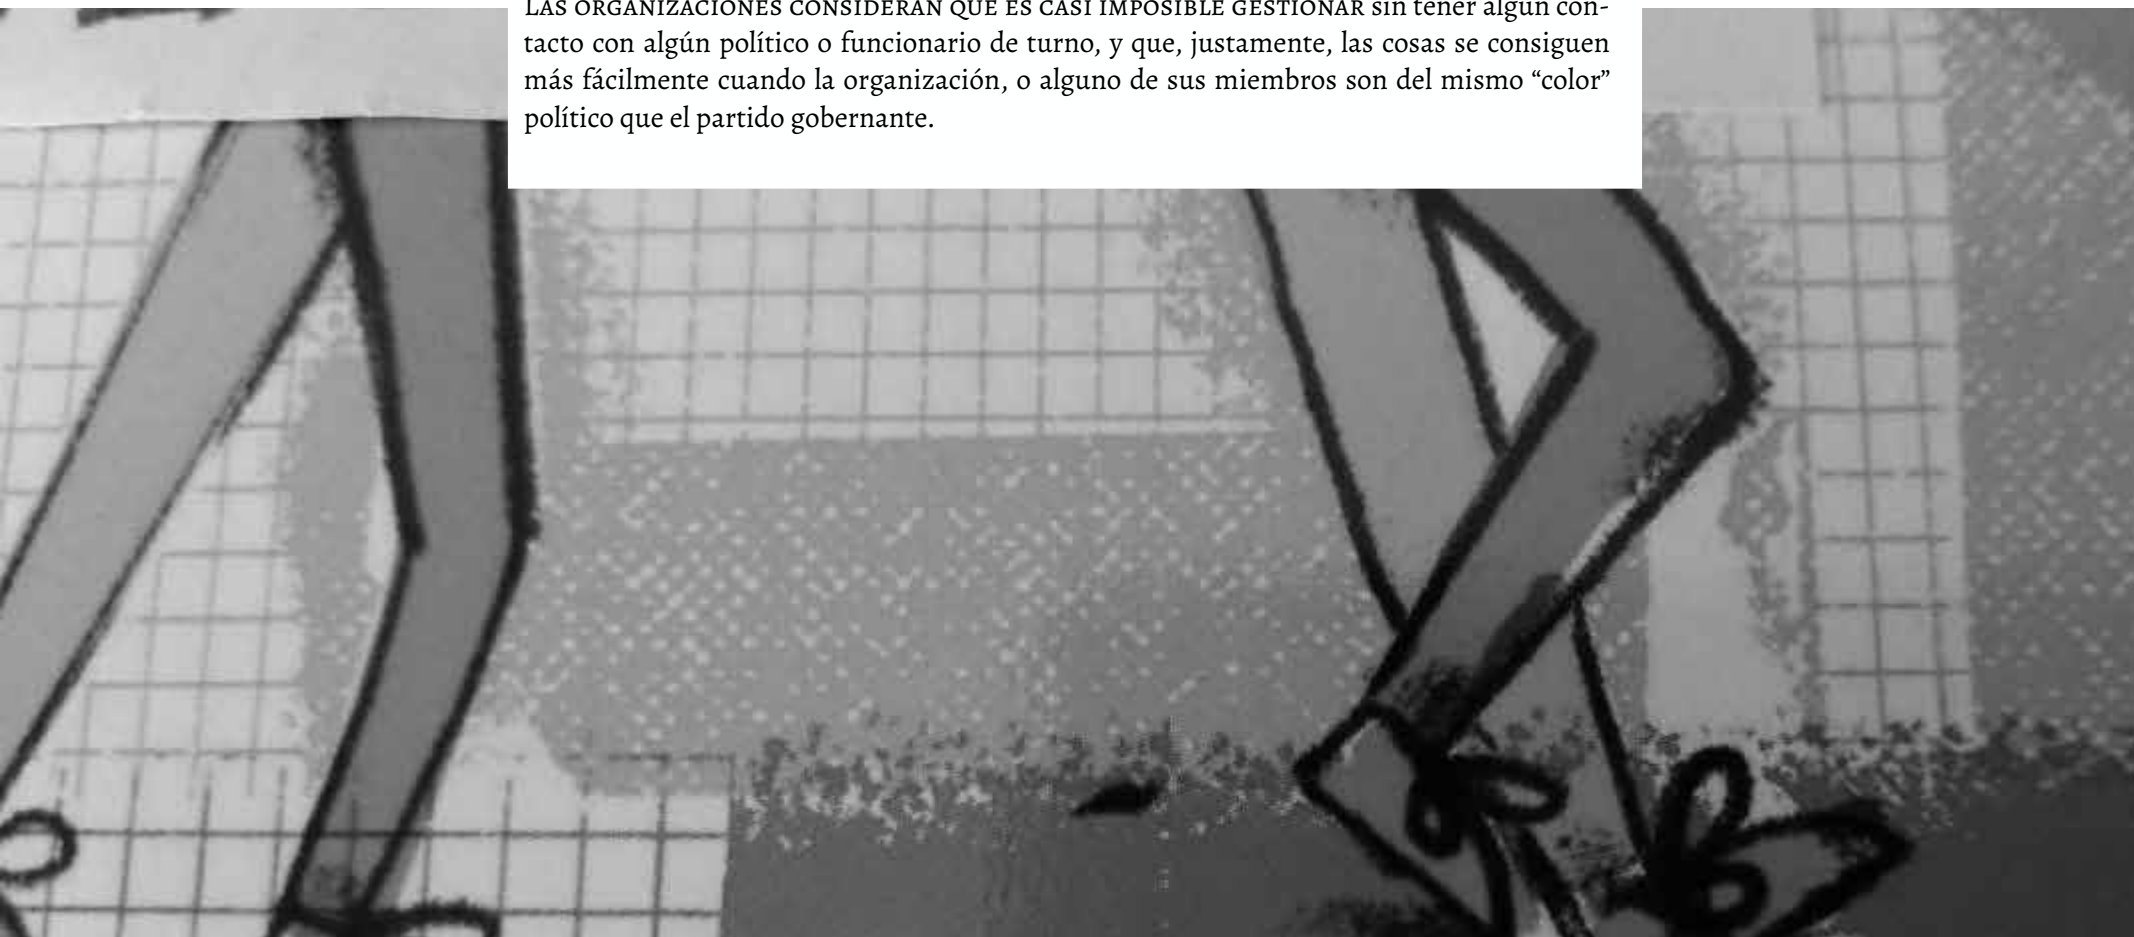 LAS ORGANIZACIONES CONSIDERAN QUE ES CASI IMPOSIBLE GESTIONAR sin tener algún con-
tacto con algún político o funcionario de turno, y que, justamente, las cosas se consiguen
más fácilmente cuando la organización, o alguno de sus miembros son del mismo “color”
político que el partido gobernante.